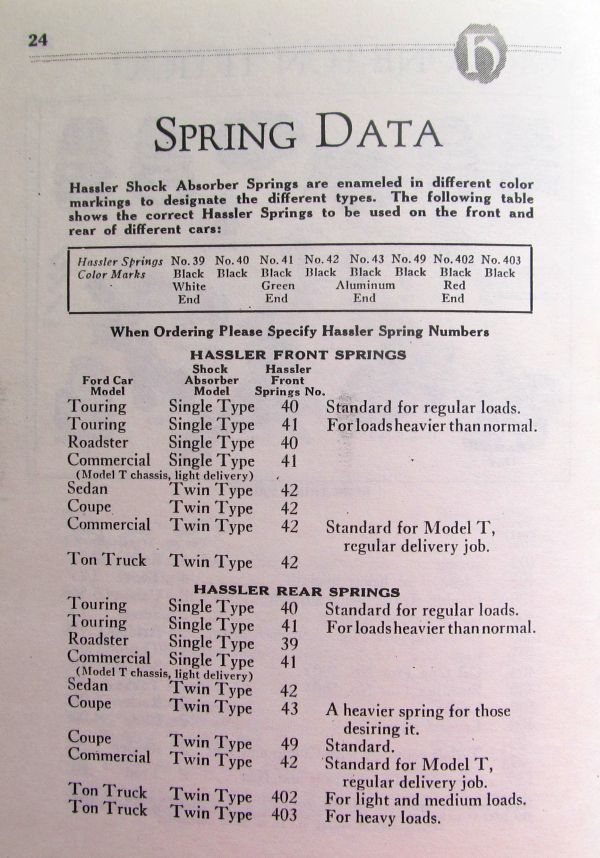 24
H
SPRING DATA
Hassler Shock Absorber Springs are enameled in different color
markings to designate the different types. The following table
shows the correct Hassler Springs to be used on the front and
rear of different cars:
Hassler Springs No. 39 No. 40 No. 41 No. 42 No. 43 No. 49 No. 402 No. 403
Color Marks Black Black Black Black Black Black Black Black
White Green Aluminum Red
End End End End
When Ordering Please Specify Hassler Spring Numbers
HASSLER FRONT SPRINGS
Shock Hassler
Ford Car Absorber Front
Model Model Springs No.
Touring Single Type 40 Standard for regular loads.
Touring Single Type 41 For loads heavier than normal.
Roadster Single Type 40
Commercial Single Type 41
(Model T chassis, light delivery)
Sedan Twin Type 42
Coupe Twin Type 42
Commercial Twin Type 42 Standard for Model T,
regular delivery job.
Ton Truck Twin Type 42
HASSLER REAR SPRINGS
Touring Single Type 40 Standard for regular loads.
Touring Single Type 41 For loads heavier than normal.
Roadster Single Type 39
Commercial Single Type 41
(Model T chassis, light delivery)
Sedan Twin Type 42
Coupe Twin Type 43 A heavier spring for those
desiring it.
Coupe Twin Type 49 Standard.
Commercial Twin Type 42 Standard for Model T,
regular delivery job.
Ton Truck Twin Type 402 For light and medium loads.
Ton Truck Twin Type 403 For heavy loads.